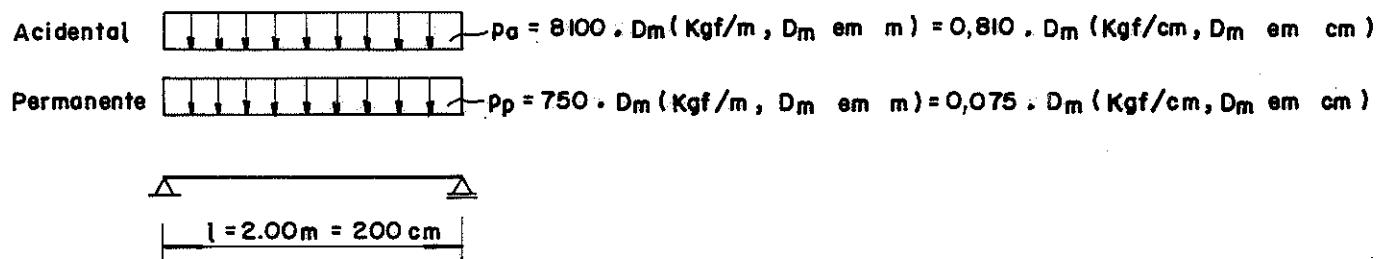 Acidental pa = 8100 . Dm (Kgf/m, Dm em m) = 0,810 . Dm (Kgf/cm, Dm em cm)
Permanente pp = 750 . Dm (Kgf/m, Dm em m) = 0,075 . Dm (Kgf/cm, Dm em cm)
l = 2.00m = 200 cm